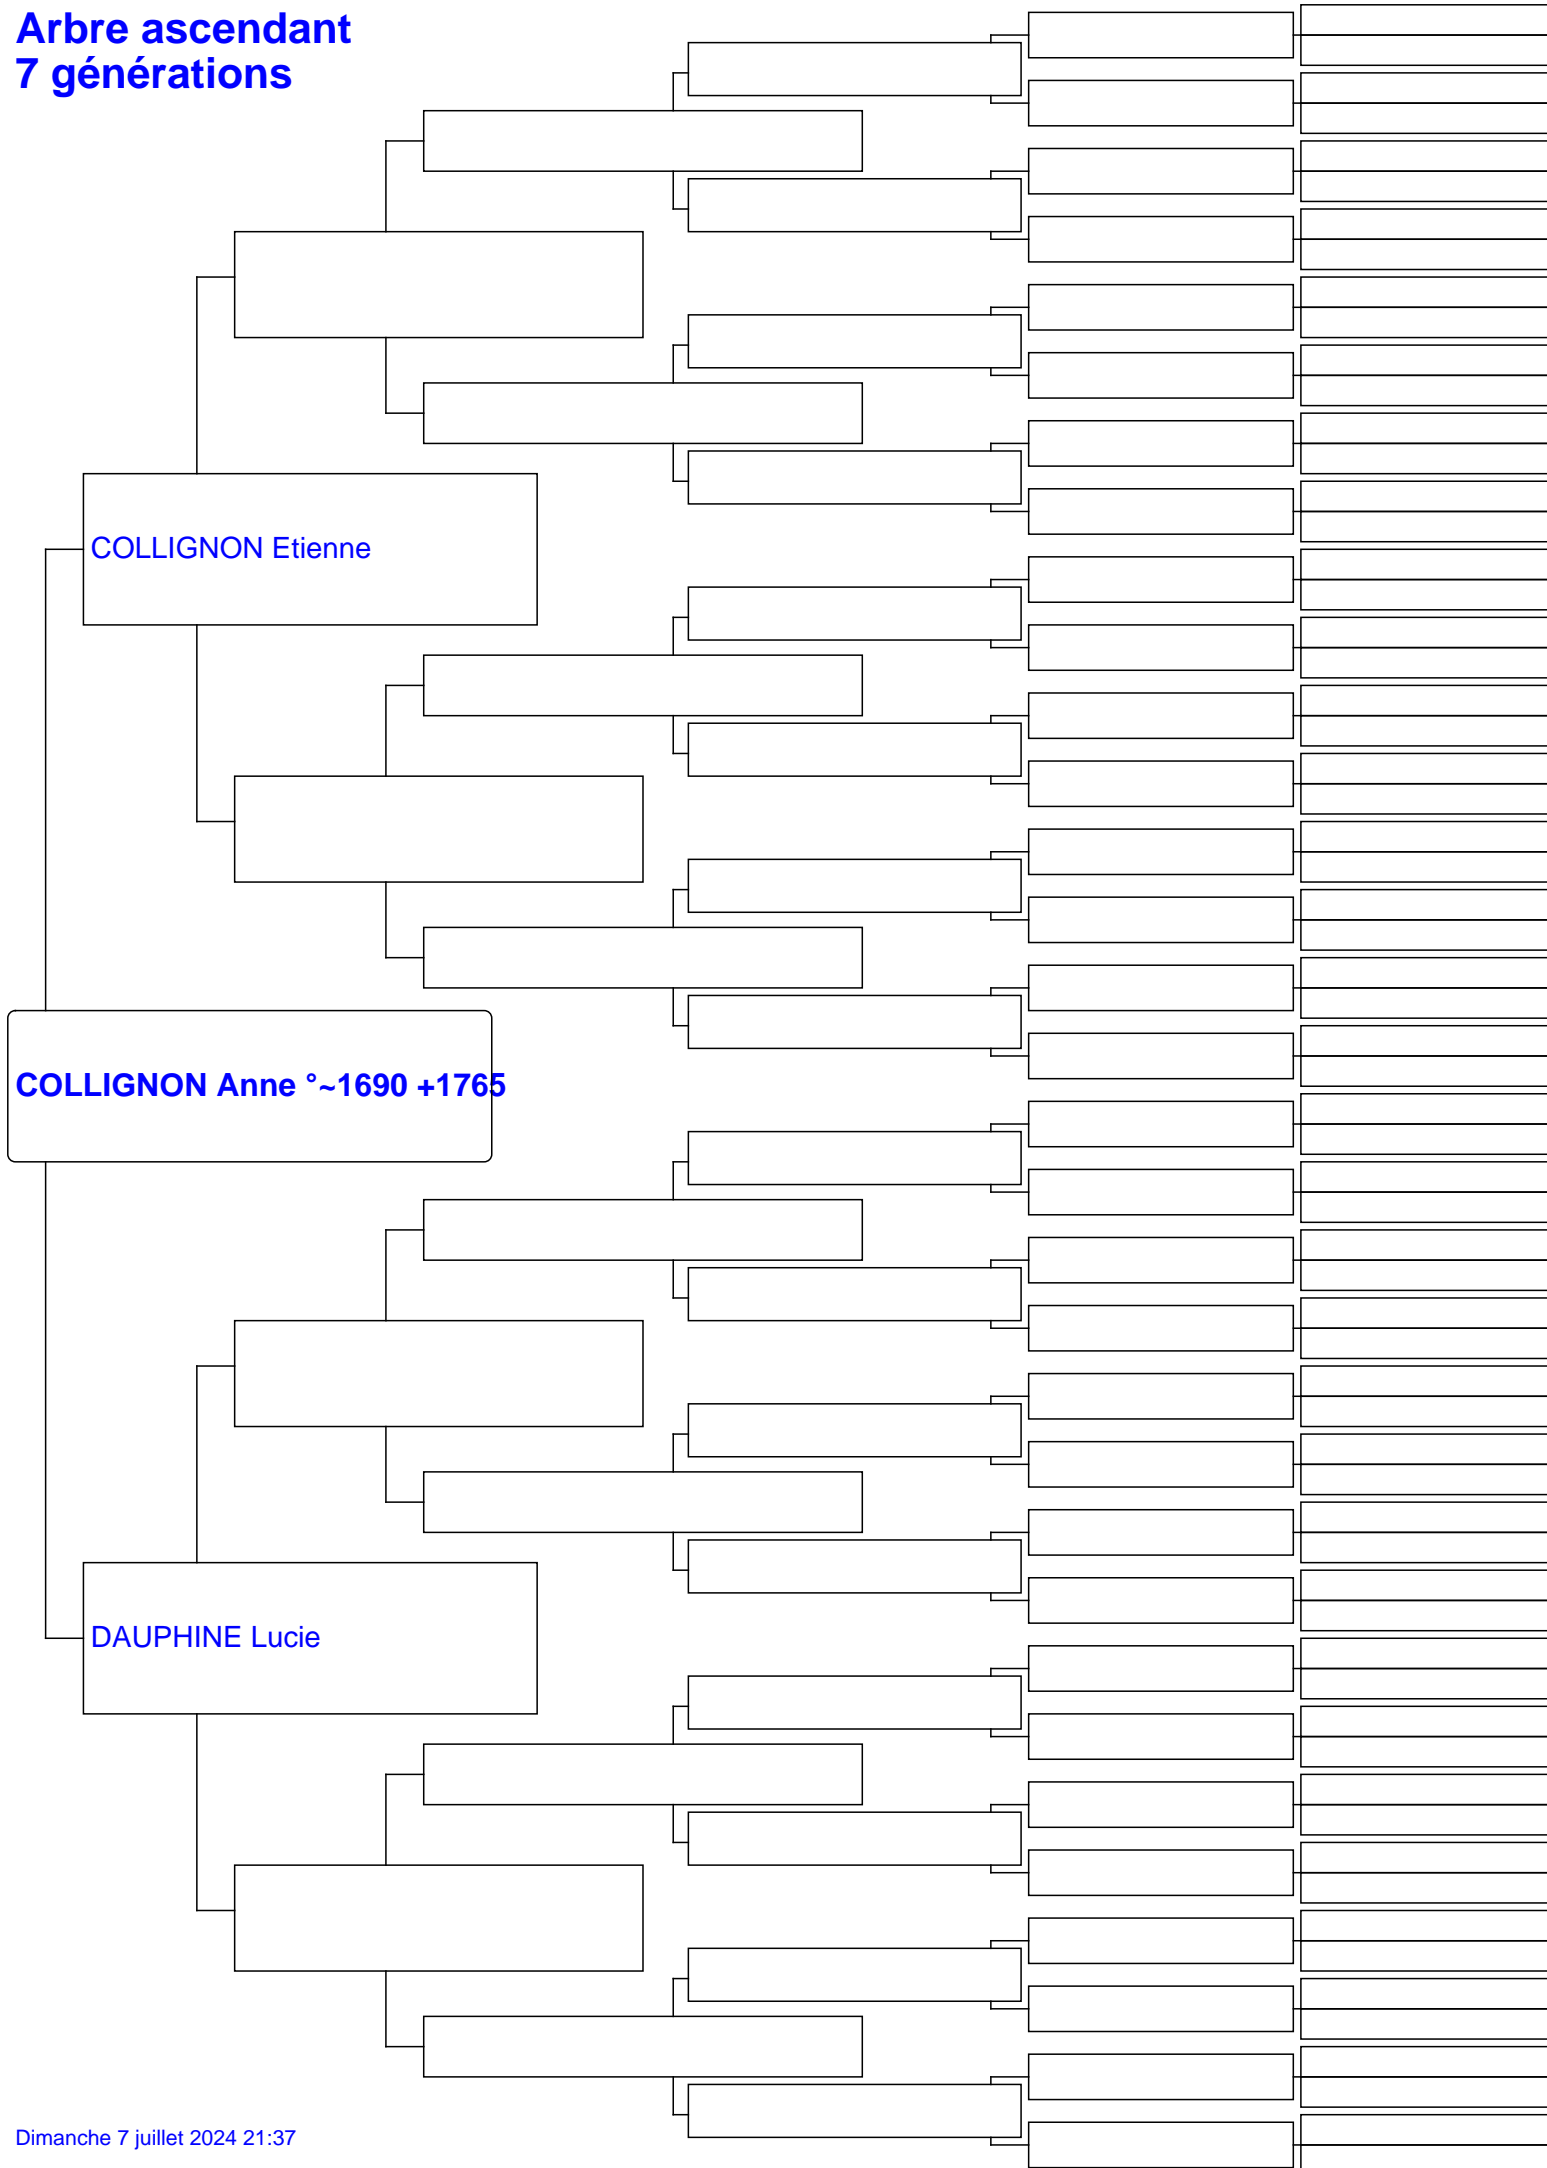 Arbre ascendant
7 générations
COLLIGNON Etienne
COLLIGNON Anne °~1690 +1765
DAUPHINE Lucie
Dimanche 7 juillet 2024 21:37